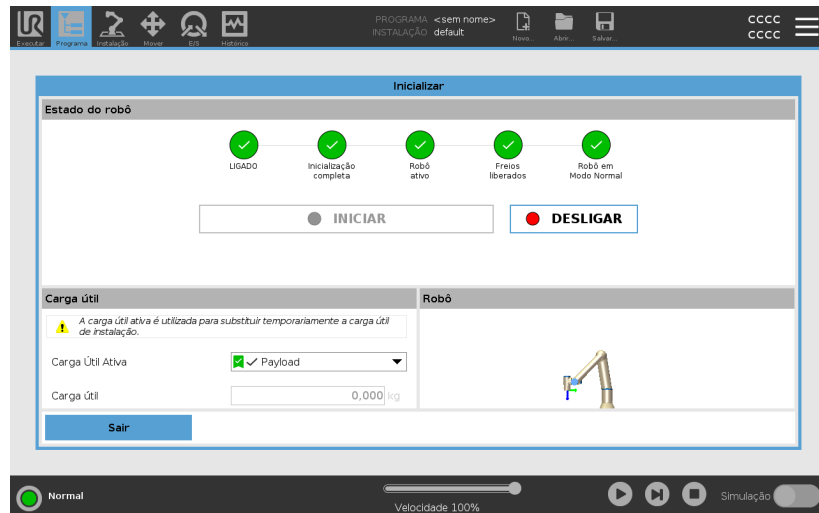 UR
PROGRAMA <sem nome>
INSTALAÇÃO default
cccc
cccc
Executar Programa Instalação Mover E/S Histórico Novo... Abrir... Salvar...
Inicializar
Estado do robô
LIGADO
Inicialização
completa
Robô
ativo
Freios
liberados
Robô em
Modo Normal
INICIAR
DESLIGAR
Carga útil
Robô
A carga útil ativa é utilizada para substituir temporariamente a carga útil
de instalação.
Carga Útil Ativa
Payload
Carga útil
0,000 kg
Sair
Normal
Velocidade 100%
Simulação